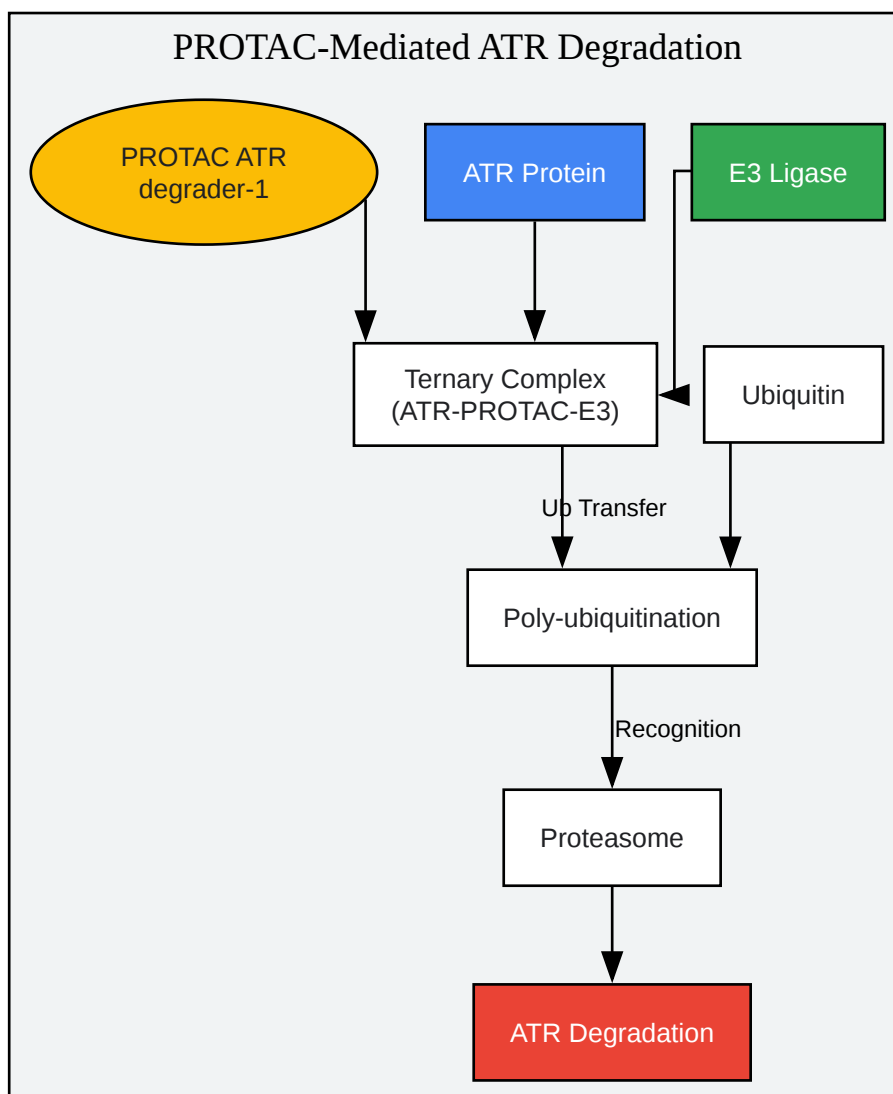 PROTAC-Mediated ATR Degradation
PROTAC ATR
degrader-1
ATR Protein
E3 Ligase
Ternary Complex
(ATR-PROTAC-E3)
Ubiquitin
Ub Transfer
Poly-ubiquitination
Recognition
Proteasome
ATR Degradation